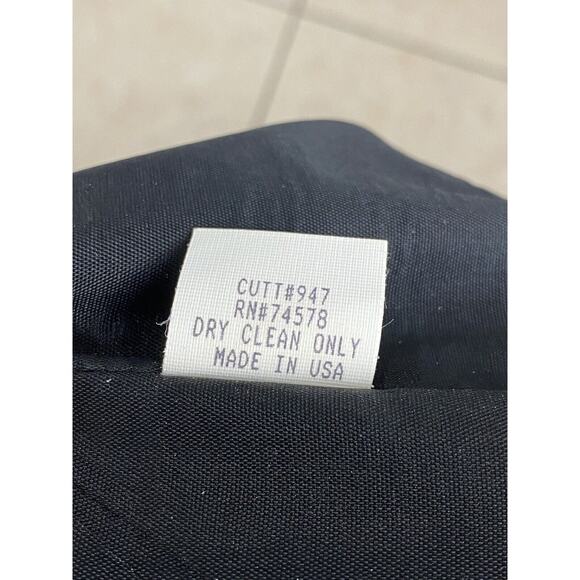 CUTT#947
RN#74578
DRY CLEAN ONLY
MADE IN USA